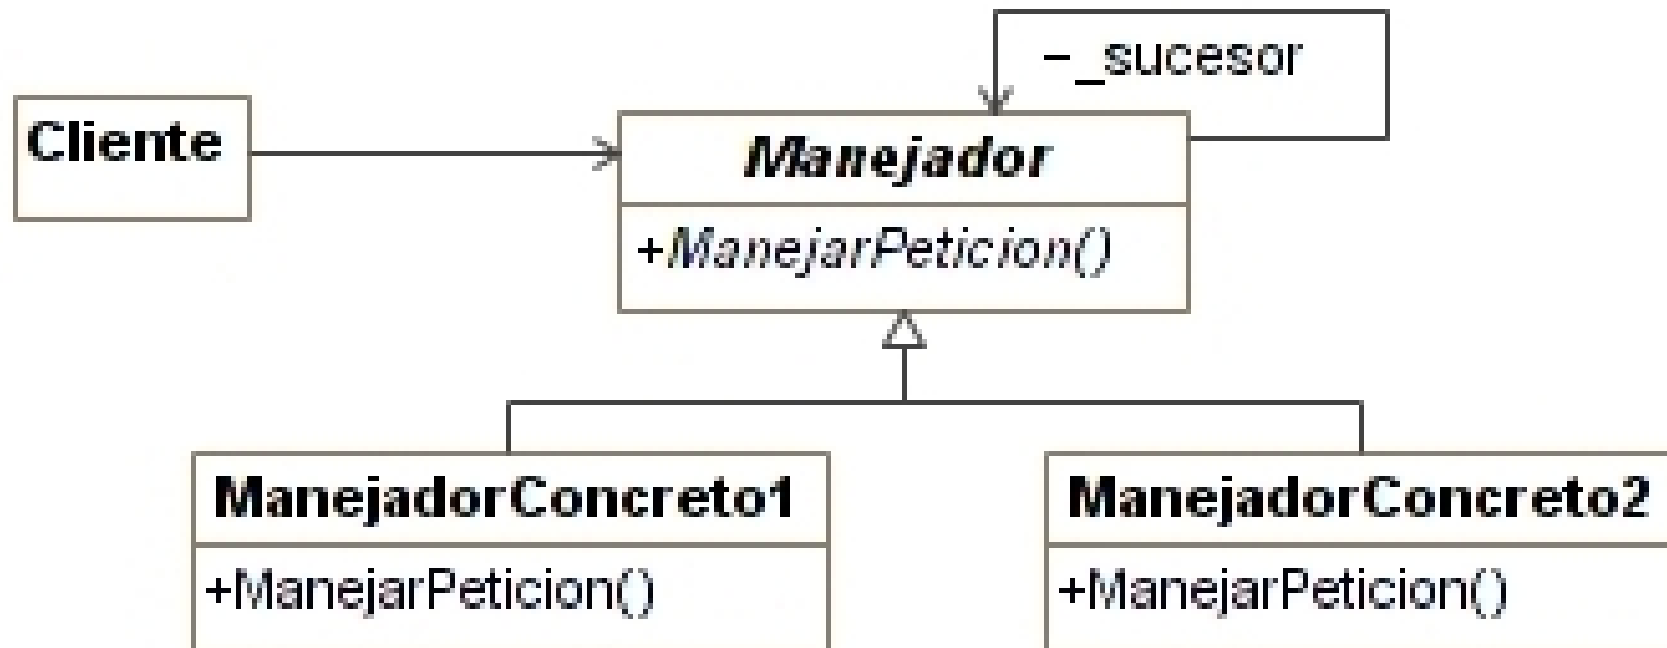 –_sucesor
Cliente
Manejador
+ManejarPeticion()
ManejadorConcreto1
ManejadorConcreto2
+ManejarPeticion()
+ManejarPeticion()